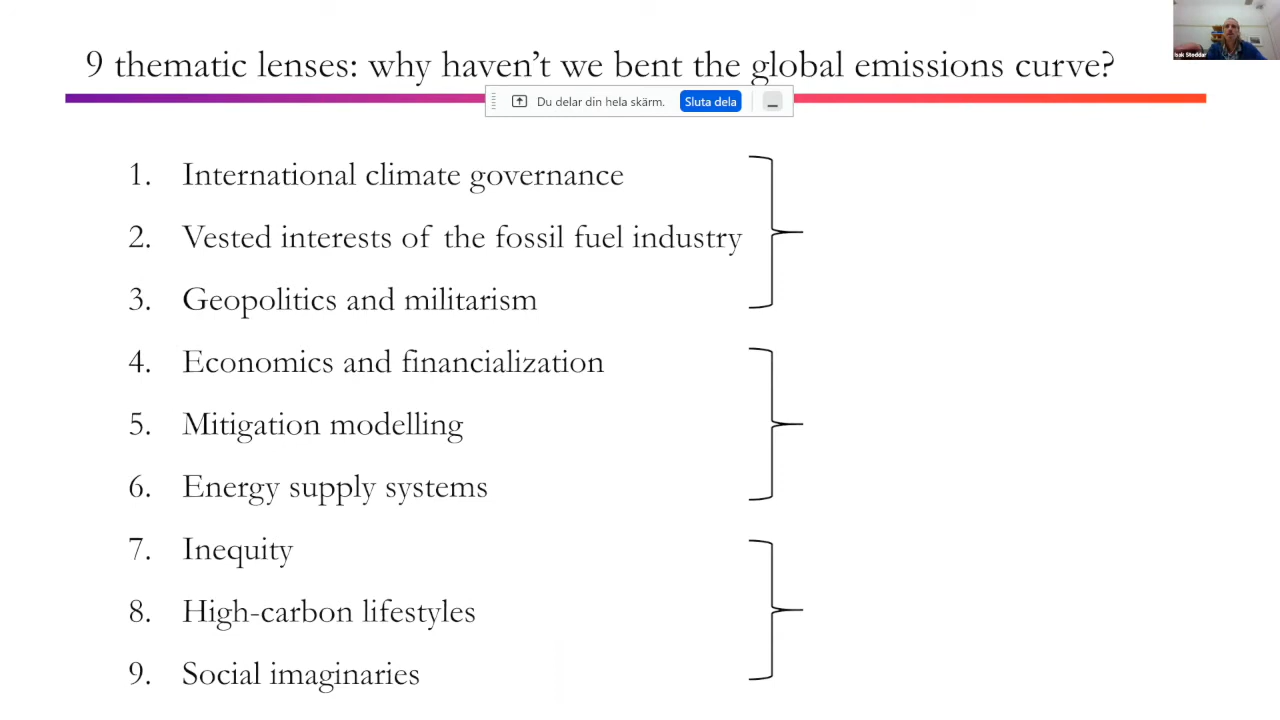 9 thematic lenses: why haven't we bent the global emissions curve?
Isak Stoddar
Du delar din hela skärm. Sluta dela
1. International climate governance
2. Vested interests of the fossil fuel industry
3. Geopolitics and militarism
4. Economics and financialization
5. Mitigation modelling
6. Energy supply systems
7. Inequity
8. High-carbon lifestyles
9. Social imaginaries